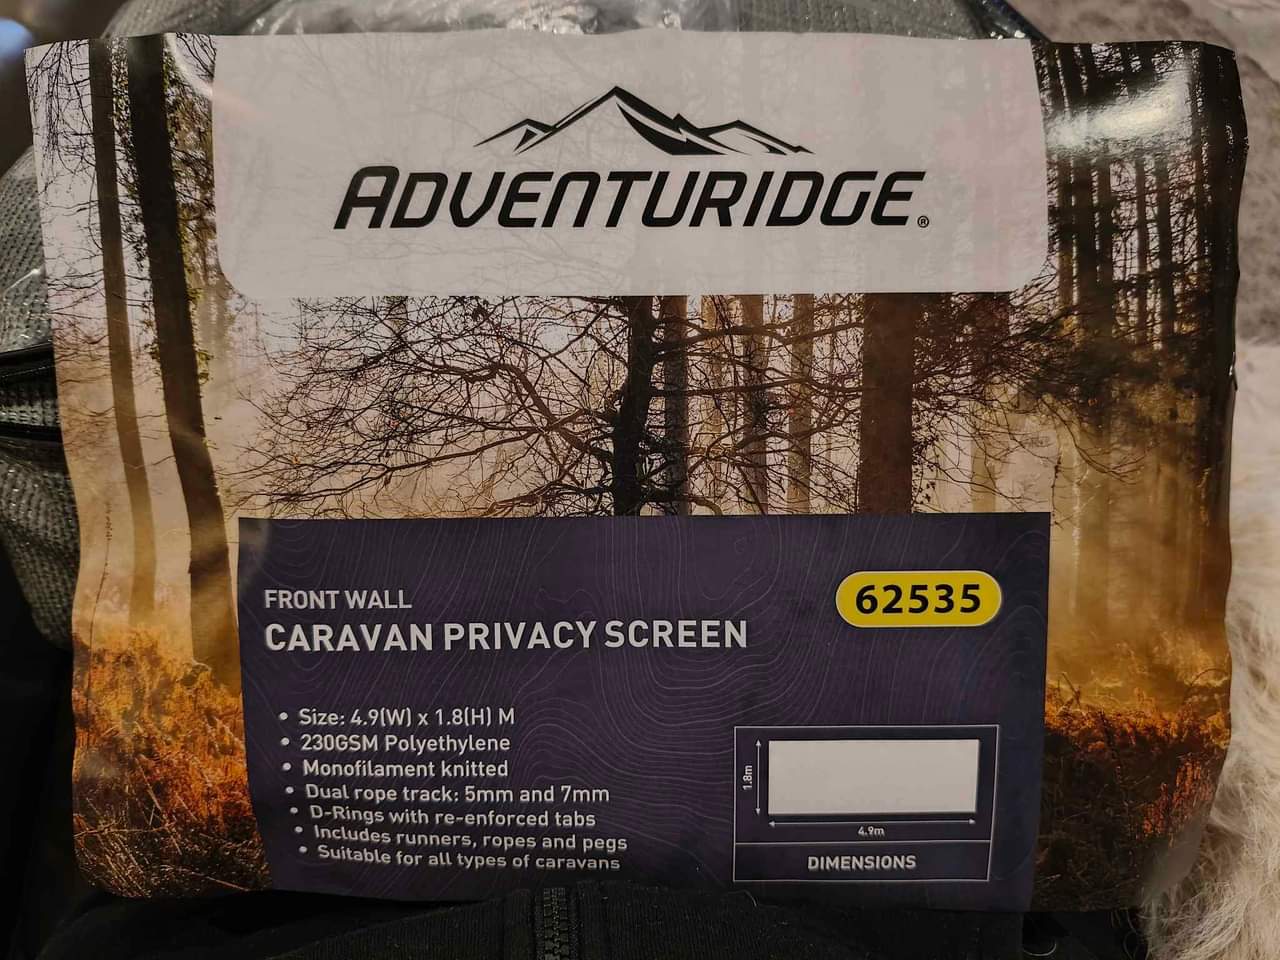 ADVENTURIDGE®
FRONT WALL
CARAVAN PRIVACY SCREEN
62535
• Size: 4.9(W) x 1.8(H) M
• 230GSM Polyethylene
• Monofilament knitted
• Dual rope track: 5mm and 7mm
• D-Rings with re-enforced tabs
• Includes runners, ropes and pegs
• Suitable for all types of caravans
1.8m
4.9m
DIMENSIONS